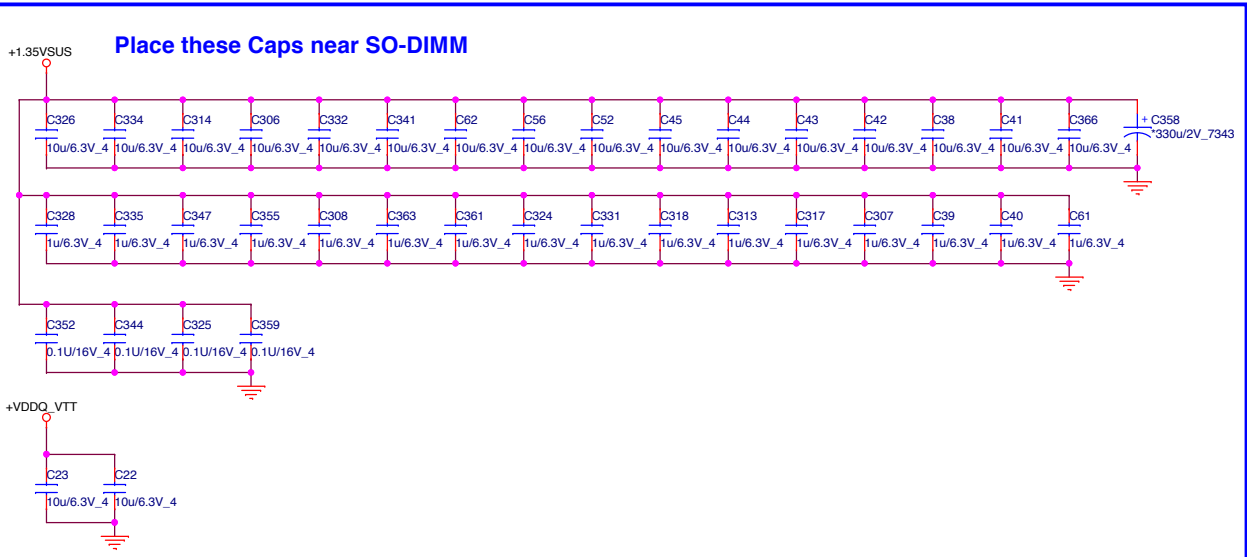 Place these Caps near SO-DIMM
+1.35VSUS
C326 C334 C314 C306 C332 C341 C62 C56 C52 C45 C44 C43 C42 C38 C41 C366 + C358
10u/6.3V_4 10u/6.3V_4 10u/6.3V_4 10u/6.3V_4 10u/6.3V_4 10u/6.3V_4 10u/6.3V_4 10u/6.3V_4 10u/6.3V_4 10u/6.3V_4 10u/6.3V_4 10u/6.3V_4 10u/6.3V_4 10u/6.3V_4 10u/6.3V_4 10u/6.3V_4 *330u/2V_7343
C328 C335 C347 C355 C308 C363 C361 C324 C331 C318 C313 C317 C307 C39 C40 C61
1u/6.3V_4 1u/6.3V_4 1u/6.3V_4 1u/6.3V_4 1u/6.3V_4 1u/6.3V_4 1u/6.3V_4 1u/6.3V_4 1u/6.3V_4 1u/6.3V_4 1u/6.3V_4 1u/6.3V_4 1u/6.3V_4 1u/6.3V_4 1u/6.3V_4 1u/6.3V_4
C352 C344 C325 C359
0.1U/16V_4 0.1U/16V_4 0.1U/16V_4 0.1U/16V_4
+VDDQ_VTT
C23 C22
10u/6.3V_4 10u/6.3V_4